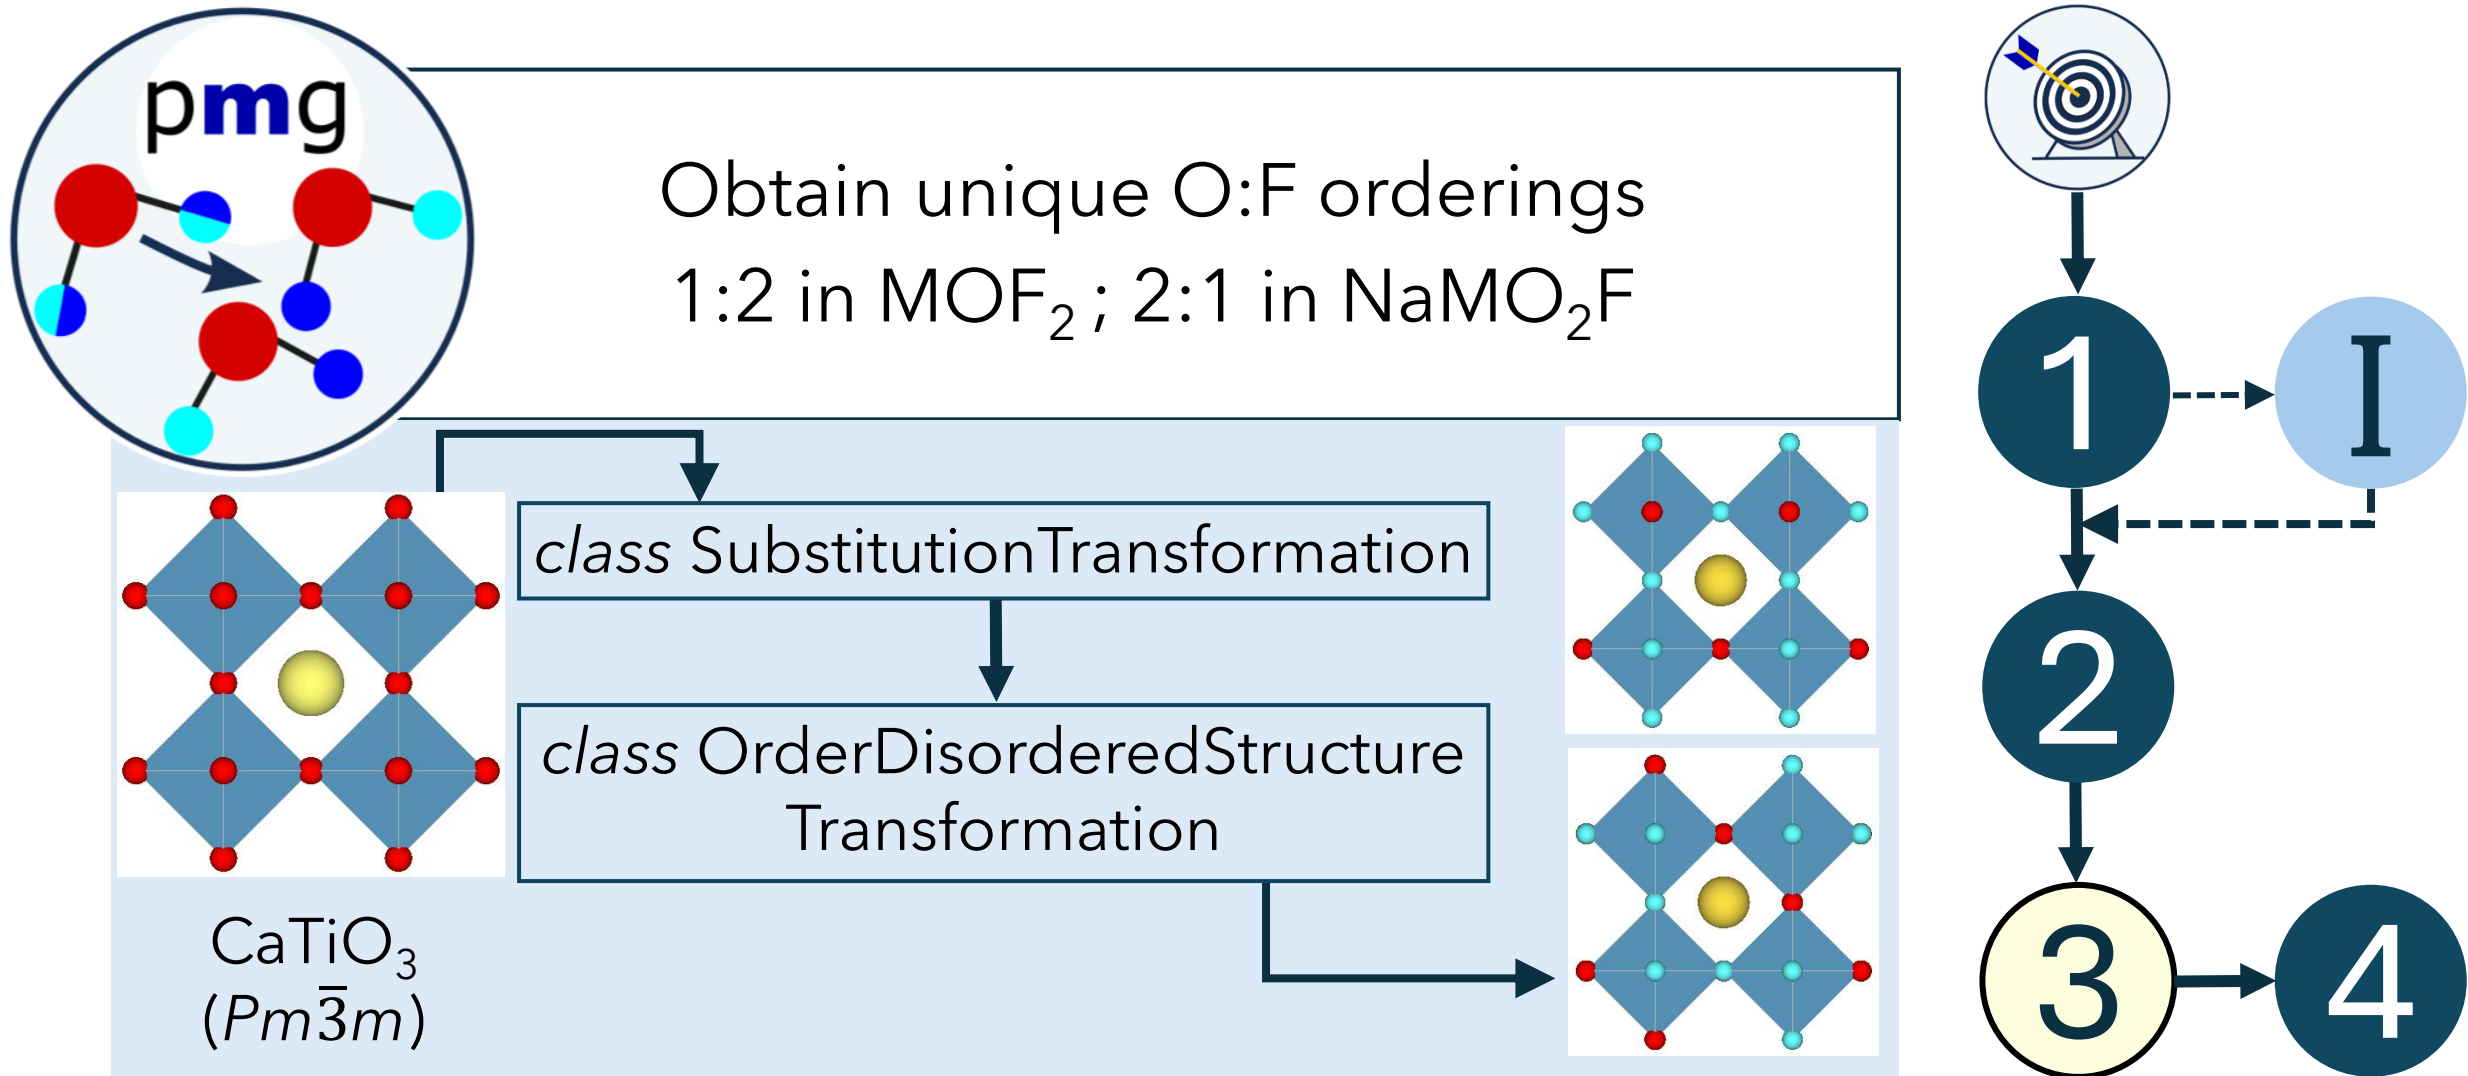 pmg
Obtain unique O:F orderings
1:2 in MOF₂ ; 2:1 in NaMO₂F
class SubstitutionTransformation
class OrderDisorderedStructure
Transformation
CaTiO₃
(Pm3̅m)
1
I
2
3
4